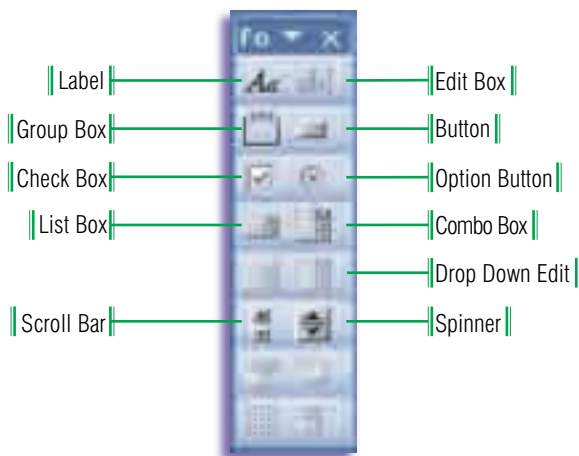 Fo
Label
Aa
Edit Box
Group Box
Button
Check Box
Option Button
List Box
Combo Box
Drop Down Edit
Scroll Bar
Spinner